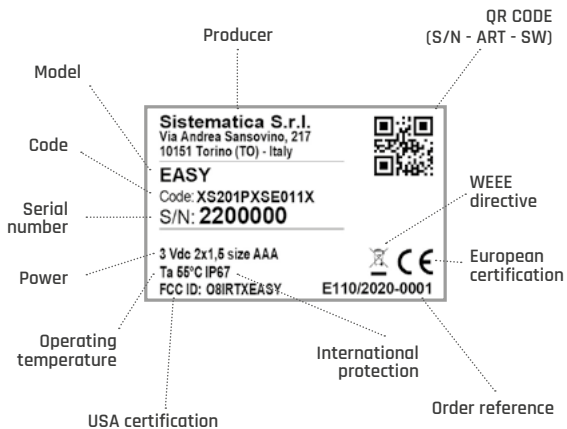 QR CODE
(S/N - ART - SW)
Producer
Model
Code
Serial
number
Power
Operating
temperature
USA certification
Sistematica S.r.l.
Via Andrea Sansovino, 217
10151 Torino (TO) - Italy
EASY
Code: XS201PXSE011X
S/N: 2200000
3 Vdc 2x1,5 size AAA
Ta 55°C IP67
FCC ID: O8IRTXEASY
E110/2020-0001
CE
WEEE
directive
European
certification
International
protection
Order reference